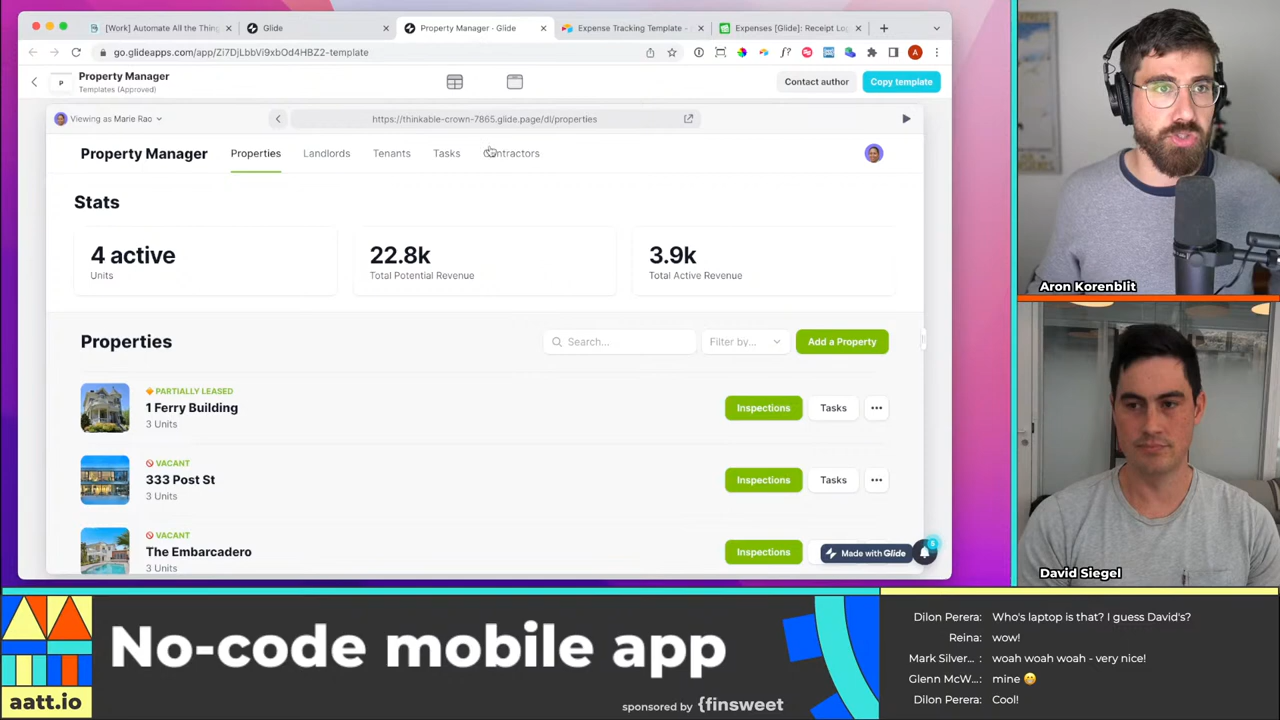 [Work] Automate All the Thin
Glide
Property Manager - Glide
Expense Tracking Template -
Expenses [Glide]: Receipt Lo
go.glideapps.com/app/Zi7DjLbbVi9xbOd4HBZ2-template
P
Property Manager
Templates (Approved)
Contact author
Copy template
Viewing as Marie Rao
https://thinkable-crown-7865.glide.page/dl/properties
Property Manager
Properties
Landlords
Tenants
Tasks
Contractors
Stats
4 active
Units
22.8k
Total Potential Revenue
3.9k
Total Active Revenue
Properties
Search...
Filter by...
Add a Property
PARTIALLY LEASED
1 Ferry Building
3 Units
Inspections
Tasks
VACANT
333 Post St
3 Units
Inspections
Tasks
VACANT
The Embarcadero
3 Units
Inspections
Made with Glide
5
Aron Korenblit
David Siegel
aatt.io
No-code mobile app
sponsored by {finsweet
Dilon Perera: Who's laptop is that? I guess David's?
Reina: wow!
Mark Silver... : woah woah woah - very nice!
Glenn McW...: mine 🤭
Dilon Perera: Cool!